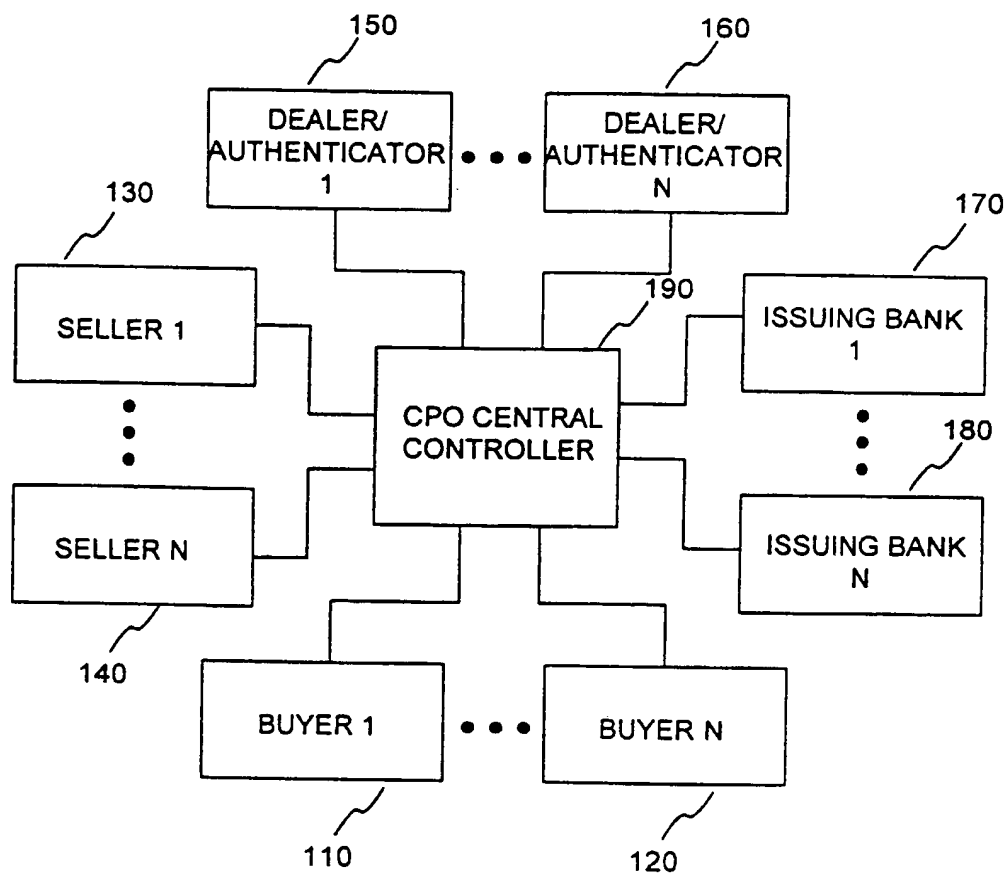 150
160
DEALER/
AUTHENTICATOR
1
DEALER/
AUTHENTICATOR
N
130
170
190
SELLER 1
ISSUING BANK
1
CPO CENTRAL
CONTROLLER
180
SELLER N
ISSUING BANK
N
140
BUYER 1
BUYER N
110
120